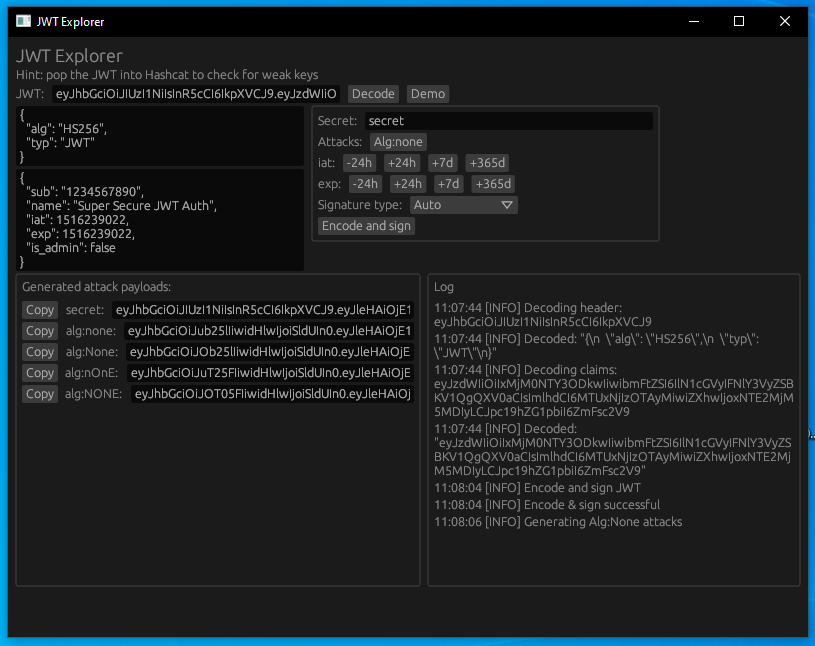 JWT Explorer
JWT Explorer
Hint: pop the JWT into Hashcat to check for weak keys
JWT: eyJhbGciOiJIUzI1NiIsInR5cCI6IkpXVCJ9.eyJzdWIiO Decode Demo
{
"alg": "HS256",
"typ": "JWT"
}
{
"sub": "1234567890",
"name": "Super Secure JWT Auth",
"iat": 1516239022,
"exp": 1516239022,
"is_admin": false
}
Secret: secret
Attacks: Alg:none
iat: -24h +24h +7d +365d
exp: -24h +24h +7d +365d
Signature type: Auto
Encode and sign
Generated attack payloads:
Copy secret: eyJhbGciOiJIUzI1NiIsInR5cCI6IkpXVCJ9.eyJleHAiOjE1
Copy alg:none: eyJhbGciOiJub25lIiwidHlwIjoiSldUIn0.eyJleHAiOjE1
Copy alg:None: eyJhbGciOiJOb25lIiwidHlwIjoiSldUIn0.eyJleHAiOjE
Copy alg:nOnE: eyJhbGciOiJuT25FIiwidHlwIjoiSldUIn0.eyJleHAiOjE
Copy alg:NONE: eyJhbGciOiJOT05FIiwidHlwIjoiSldUIn0.eyJleHAiOj
Log
11:07:44 [INFO] Decoding header:
eyJhbGciOiJIUzI1NiIsInR5cCI6IkpXVCJ9
11:07:44 [INFO] Decoded: "{\n \"alg\": \"HS256\",\n \"typ\":
\"JWT\"\n}"
11:07:44 [INFO] Decoding claims:
eyJzdWIiOiIxMjM0NTY3ODkwIiwibmFtZSI6IlN1cGVyIFNlY3VyZSB
KV1QgQXV0aCIsImlhdCI6MTUxNjIzOTAyMiwiZXhwIjoxNTE2MjM
5MDIyLCJpc19hZG1pbiI6ZmFsc2V9
11:07:44 [INFO] Decoded:
"eyJzdWIiOiIxMjM0NTY3ODkwIiwibmFtZSI6IlN1cGVyIFNlY3VyZS
BKV1QgQXV0aCIsImlhdCI6MTUxNjIzOTAyMiwiZXhwIjoxNTE2Mj
M5MDIyLCJpc19hZG1pbiI6ZmFsc2V9"
11:08:04 [INFO] Encode and sign JWT
11:08:04 [INFO] Encode & sign successful
11:08:06 [INFO] Generating Alg:None attacks